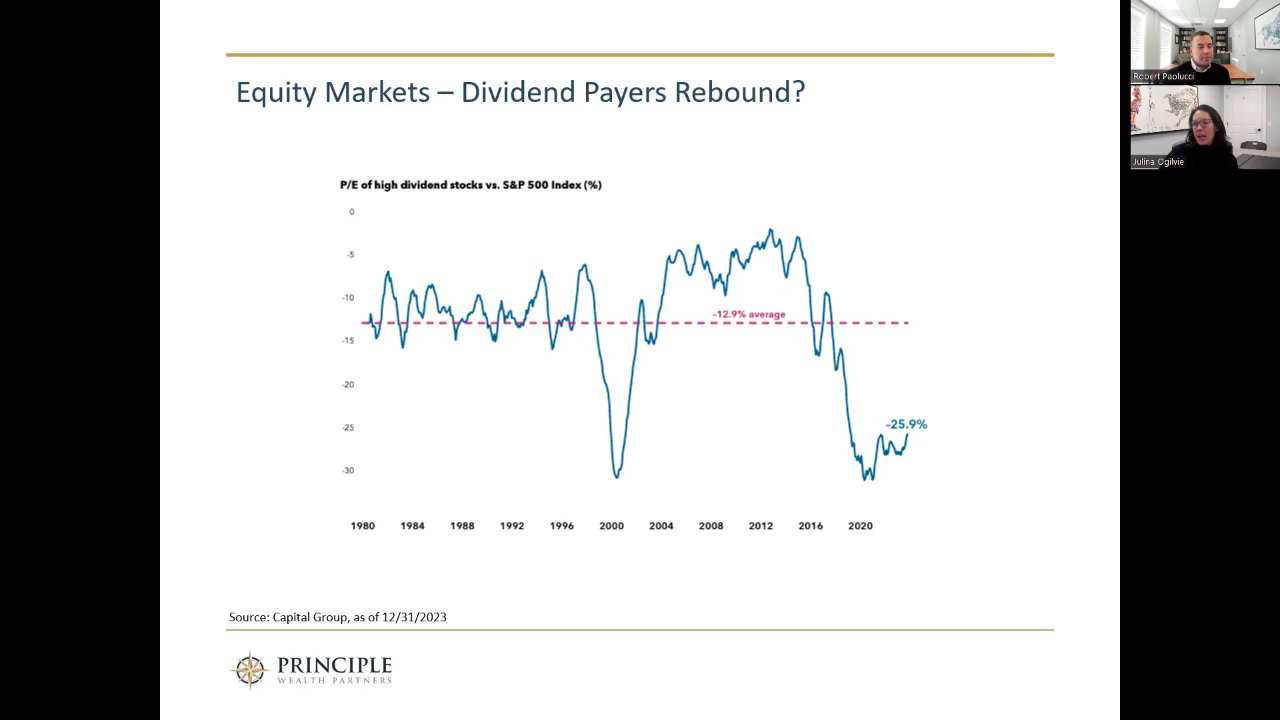 Equity Markets – Dividend Payers Rebound?
P/E of high dividend stocks vs. S&P 500 Index (%)
0
-5
-10
-12.9% average
-15
-20
-25
-25.9%
-30
1980 1984 1988 1992 1996 2000 2004 2008 2012 2016 2020
Source: Capital Group, as of 12/31/2023
PRINCIPLE
WEALTH PARTNERS
Robert Paolucci
Julina Ogilvie